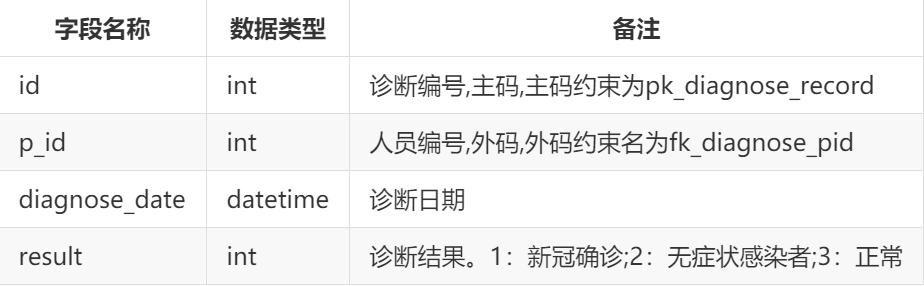 字段名称 数据类型 备注
id int 诊断编号,主码,主码约束为pk_diagnose_record
p_id int 人员编号,外码,外码约束名为fk_diagnose_pid
diagnose_date datetime 诊断日期
result int 诊断结果。1：新冠确诊;2：无症状感染者;3：正常